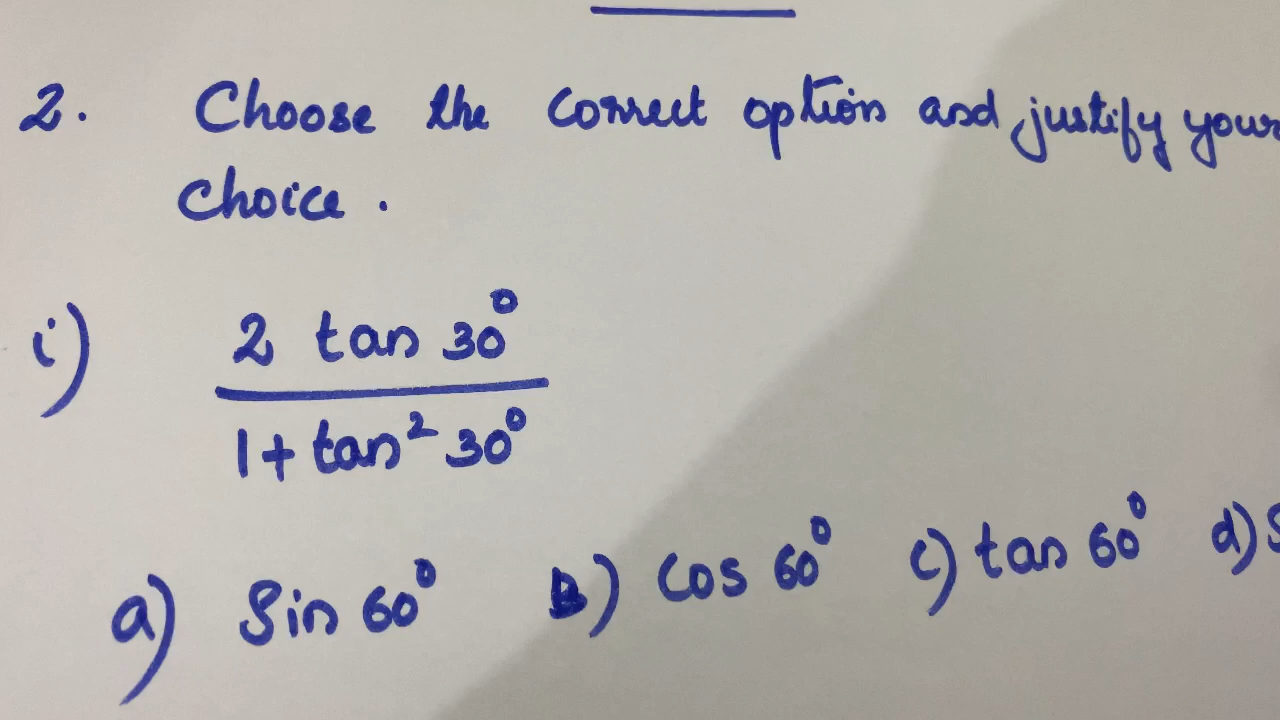 2. Choose the correct option and justify your
choice.
i) 2 tan 30°
1 + tan² 30°
a) Sin 60° b) Cos 60° c) tan 60° d)